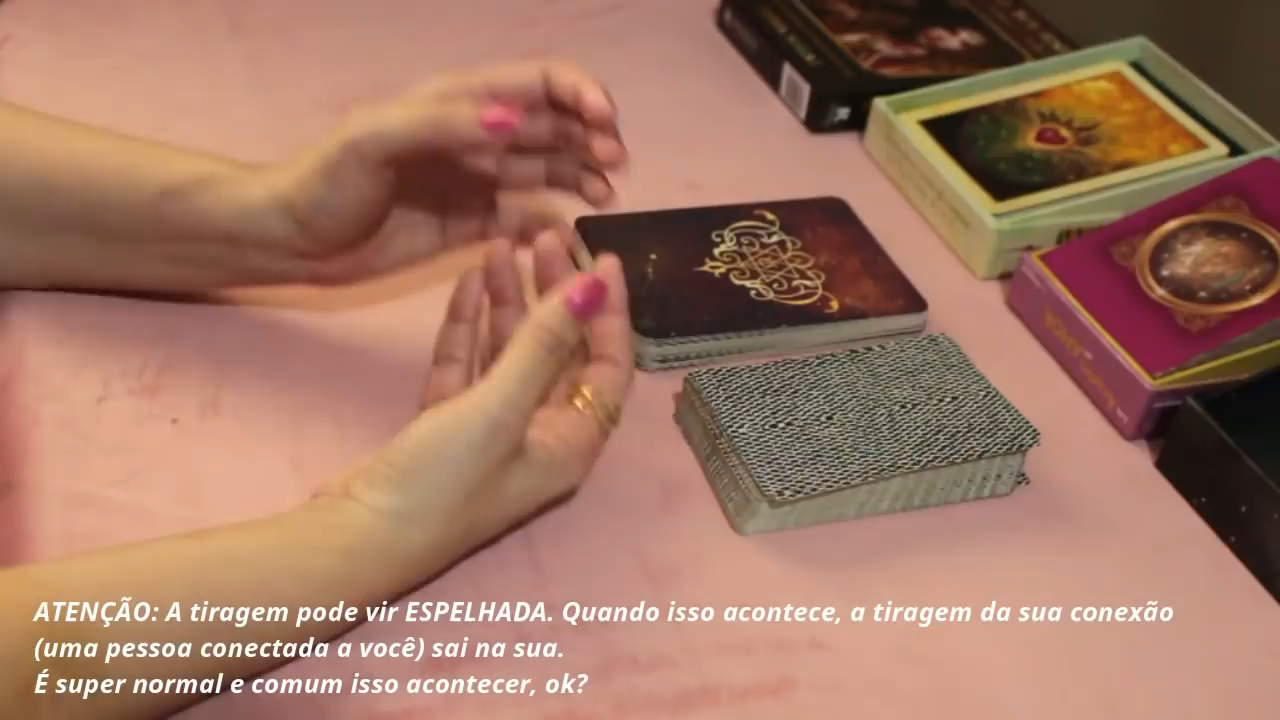 ATENÇÃO: A tiragem pode vir ESPELHADA. Quando isso acontece, a tiragem da sua conexão
(uma pessoa conectada a você) sai na sua.
É super normal e comum isso acontecer, ok?